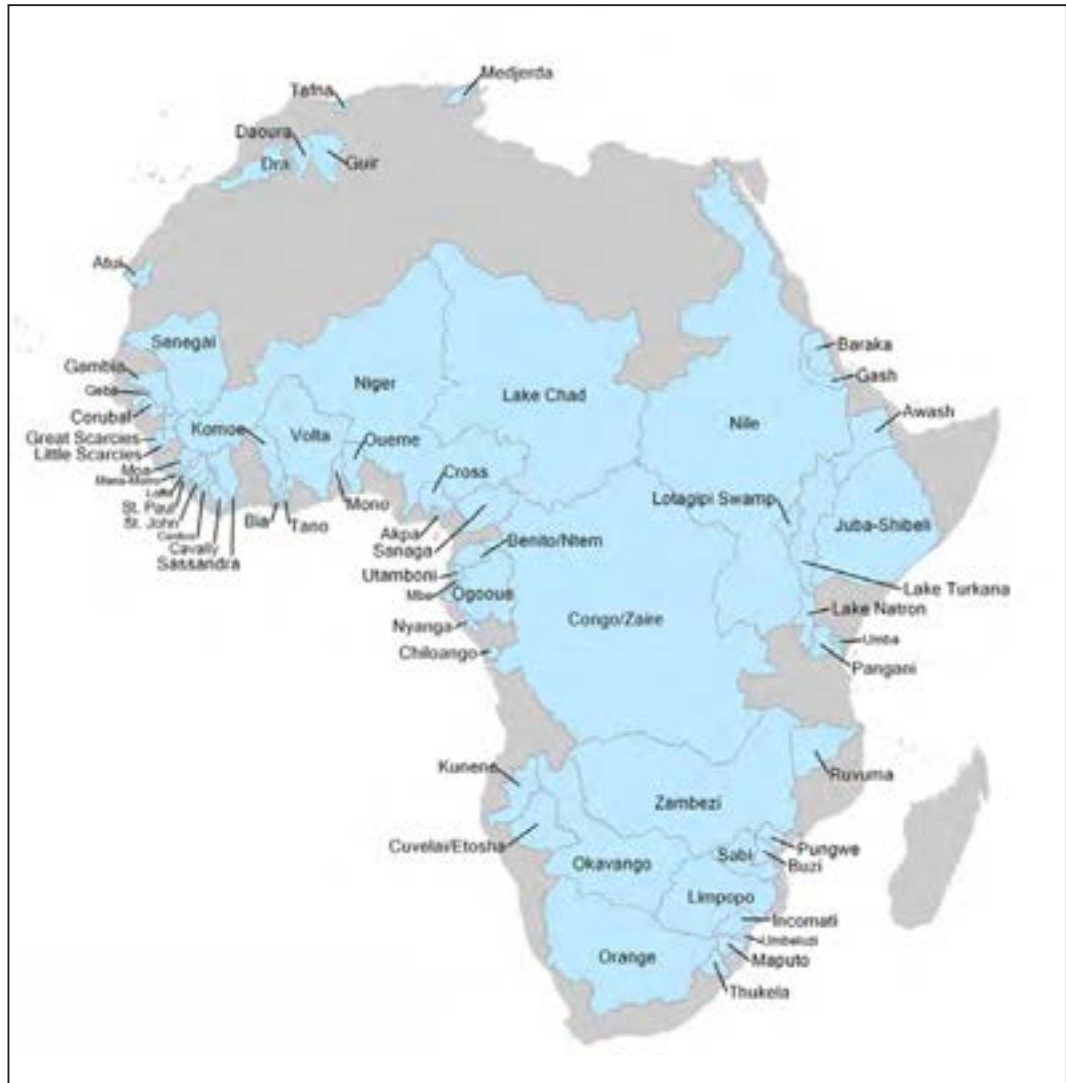 Medjerda
Tafna
Daoura
Dra
Guir
Atui
Senegal
Baraka
Gambia
Niger
Gash
Geba
Lake Chad
Awash
Corubal
Komoe
Volta
Nile
Great Scarcies
Oueme
Little Scarcies
Moa
Cross
Lotagipi Swamp
Mana-Morro
Juba-Shibeli
Mono
St. Paul
St. John
Bia
Tano
Akpa
Cavally
Sanaga
Benito/Ntem
Sassandra
Utamboni
Lake Turkana
Mbe
Ogooue
Lake Natron
Nyanga
Congo/Zaire
Umba
Chiloango
Pangani
Kunene
Ruvuma
Zambezi
Cuvelai/Etosha
Pungwe
Sabi
Okavango
Buzi
Limpopo
Incomati
Umbeluzi
Orange
Maputo
Thukela